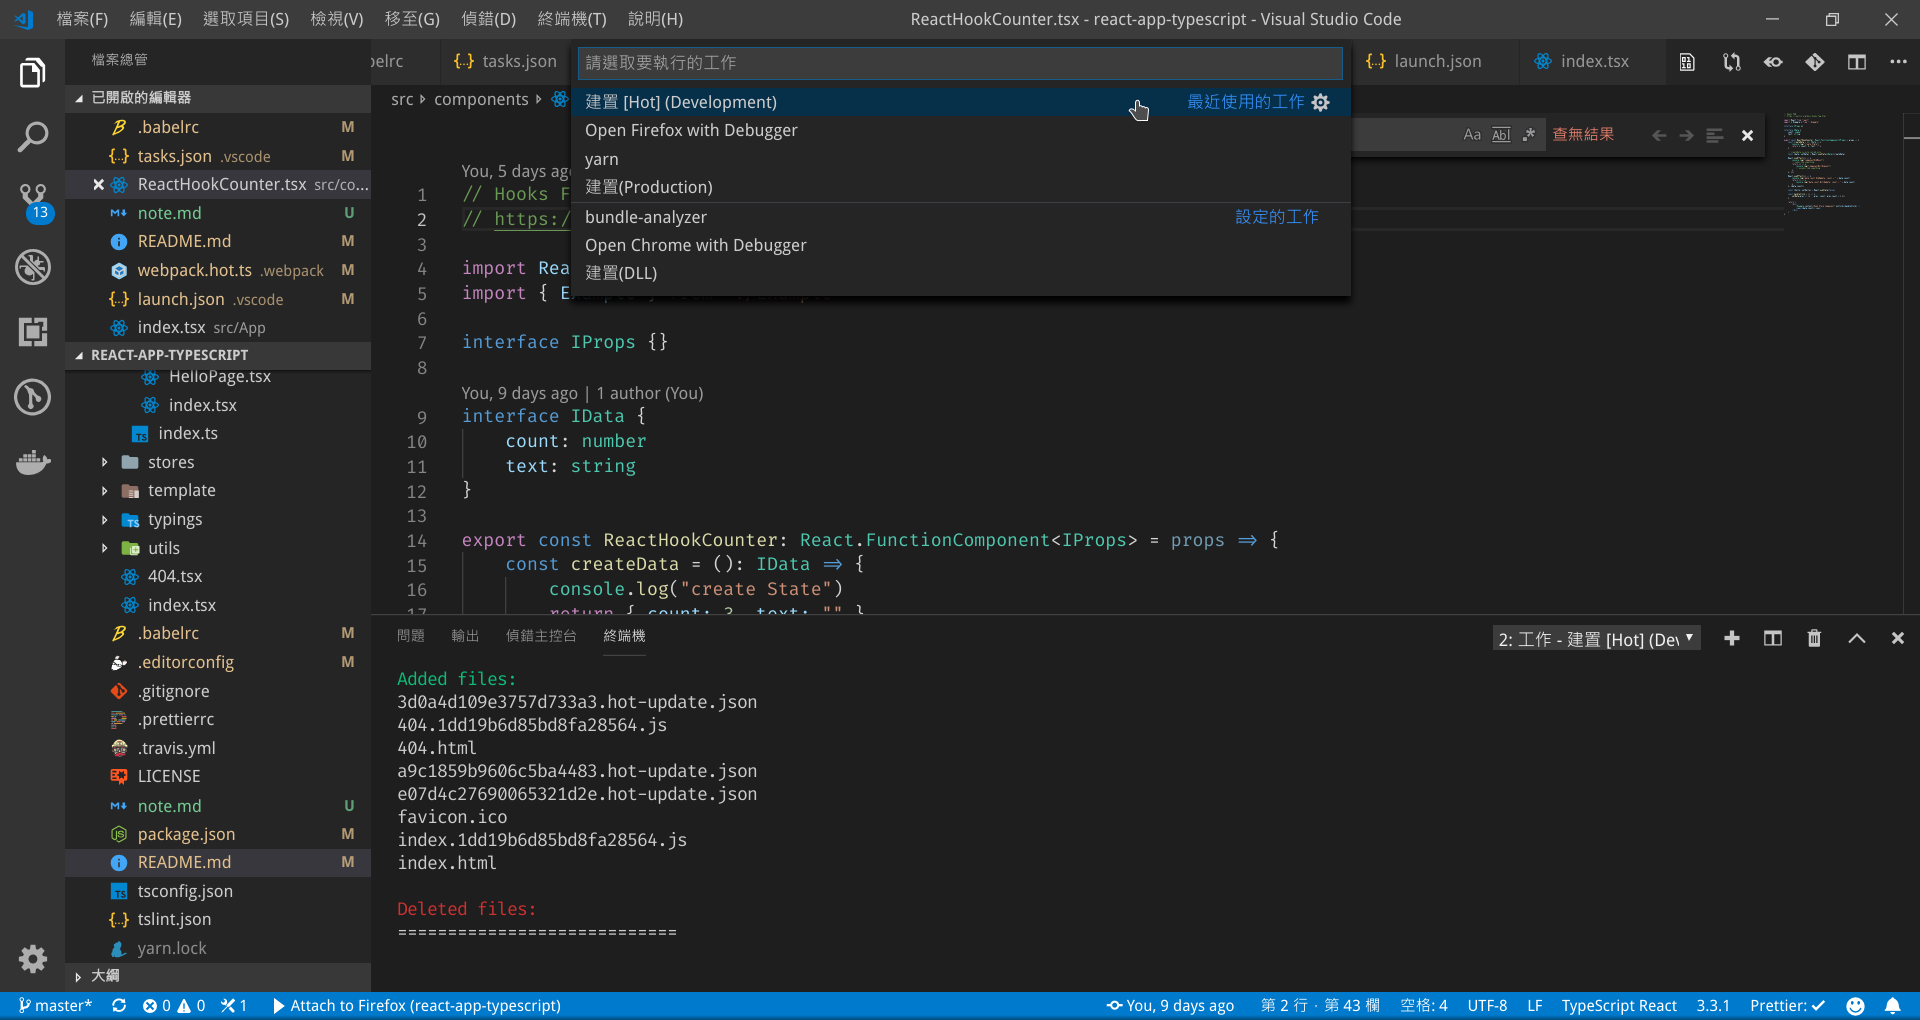 檔案(F) 編輯(E) 選取項目(S) 檢視(V) 移至(G) 偵錯(D) 終端機(T) 說明(H)
ReactHookCounter.tsx - react-app-typescript - Visual Studio Code
檔案總管
已開啟的編輯器
.babelrc M
tasks.json .vscode M
ReactHookCounter.tsx src/co...
note.md U
README.md M
webpack.hot.ts .webpack M
launch.json .vscode M
index.tsx src/App
REACT-APP-TYPESCRIPT
HelloPage.tsx
index.tsx
index.ts
stores
template
typings
utils
404.tsx
index.tsx
.babelrc M
.editorconfig M
.gitignore
.prettierrc
.travis.yml
LICENSE
note.md U
package.json M
README.md M
tsconfig.json
tslint.json
yarn.lock
大綱
13
tasks.json
launch.json
index.tsx
src components
請選取要執行的工作
建置 [Hot] (Development) 最近使用的工作
Open Firefox with Debugger
yarn
建置(Production)
bundle-analyzer 設定的工作
Open Chrome with Debugger
建置(DLL)
Aa Abl .* 查無結果
You, 5 days ag
1 // Hooks F
2 // https:/
3
4 import Rea
5 import { E
6
7 interface IProps {}
8
You, 9 days ago | 1 author (You)
9 interface IData {
10 count: number
11 text: string
12 }
13
14 export const ReactHookCounter: React.FunctionComponent<IProps> = props ⇒ {
15 const createData = (): IData ⇒ {
16 console.log("create State")
17 return { count: 3, text: "" }
問題 輸出 偵錯主控台 終端機
2: 工作 - 建置 [Hot] (Dev
Added files:
3d0a4d109e3757d733a3.hot-update.json
404.1dd19b6d85bd8fa28564.js
404.html
a9c1859b9606c5ba4483.hot-update.json
e07d4c27690065321d2e.hot-update.json
favicon.ico
index.1dd19b6d85bd8fa28564.js
index.html
Deleted files:
============================
master* 0 0 1 Attach to Firefox (react-app-typescript)
You, 9 days ago 第 2 行，第 43 欄 空格: 4 UTF-8 LF TypeScript React 3.3.1 Prettier: ✓